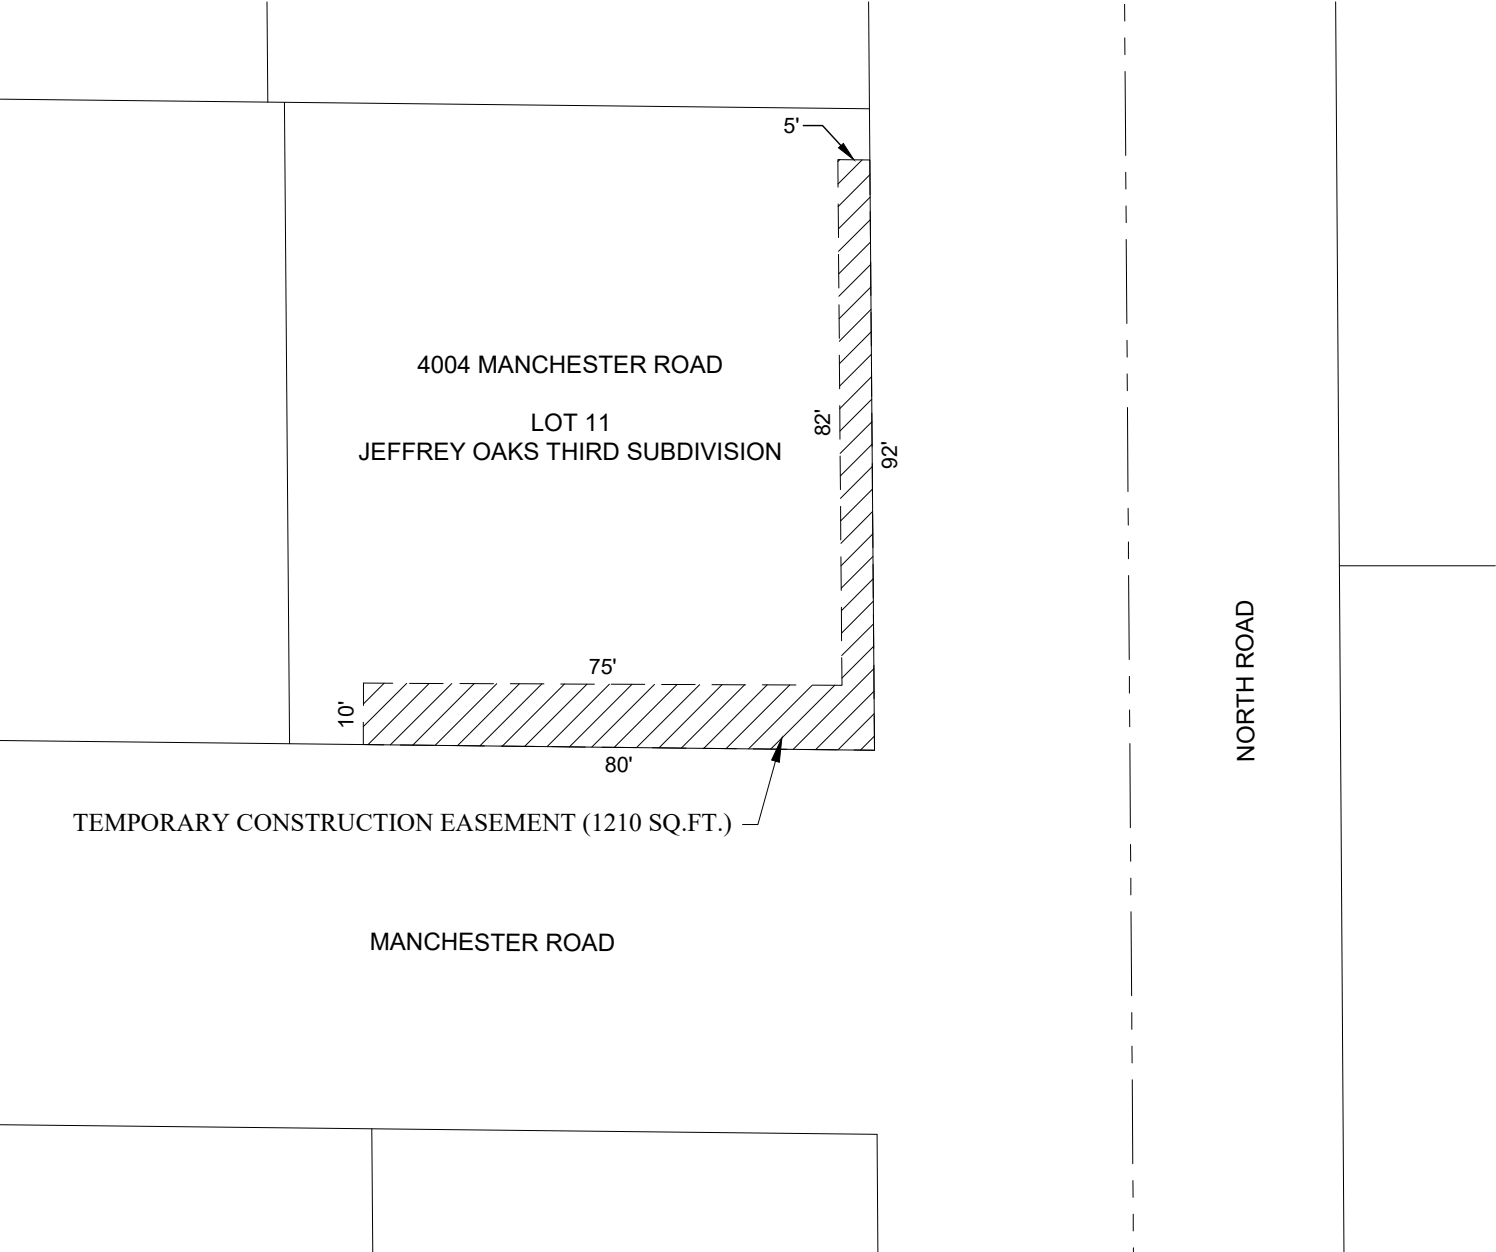 5'
4004 MANCHESTER ROAD
LOT 11
JEFFREY OAKS THIRD SUBDIVISION
82'
92'
75'
10'
80'
TEMPORARY CONSTRUCTION EASEMENT (1210 SQ.FT.)
MANCHESTER ROAD
NORTH ROAD